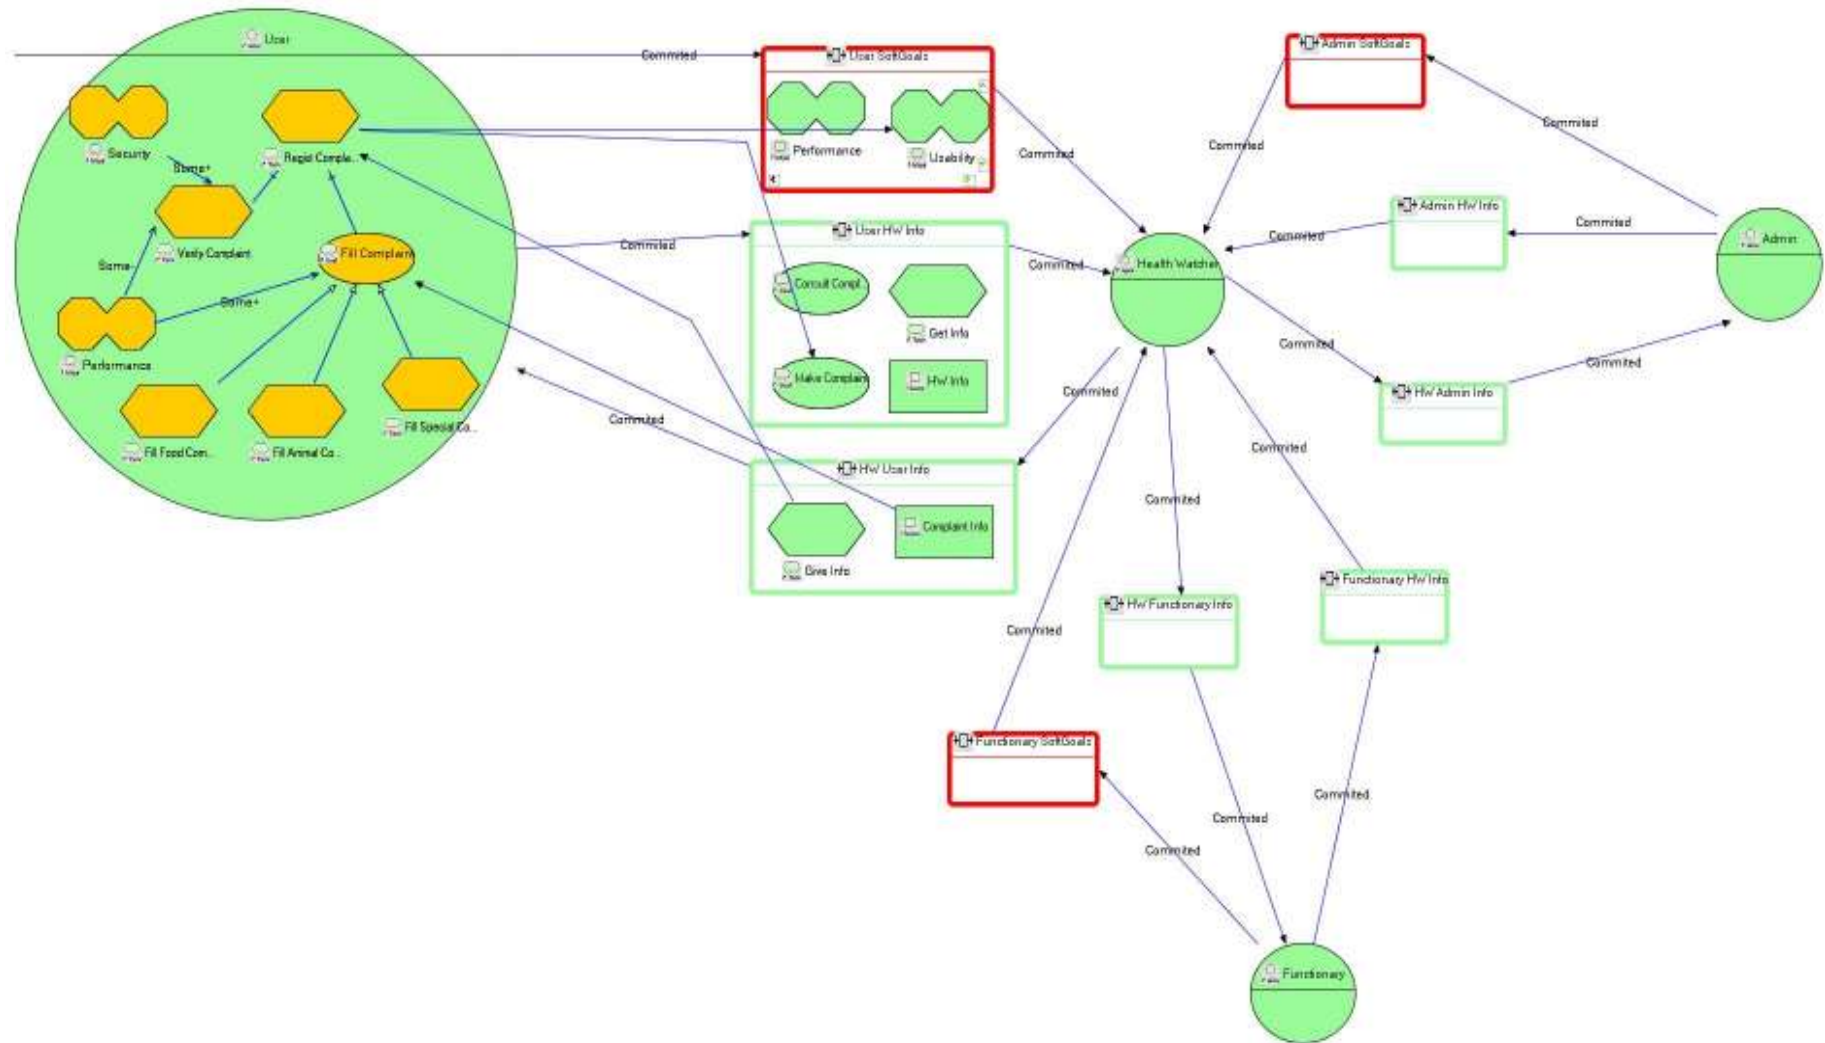 User
Commited
User SoftGoals
Admin SoftGoals
Security
Regist Comple...
Performance
Usability
Commited
Commited
Commited
Some+
Verify Complaint
Fill Complaint
User HW Info
Admin HW Info
Commited
Commited
Commited
Commited
Health Watcher
Admin
Some-
Some+
Consult Compl...
Get Info
Performance
Make Complaint
HW Info
Commited
Commited
Commited
HW Admin Info
Fill Food Com...
Fill Animal Co...
Fill Special Co...
Commited
HW User Info
Commited
Commited
Complaint Info
Give Info
Functionary HW Info
HW Functionary Info
Commited
Functionary SoftGoals
Commited
Commited
Commited
Functionary